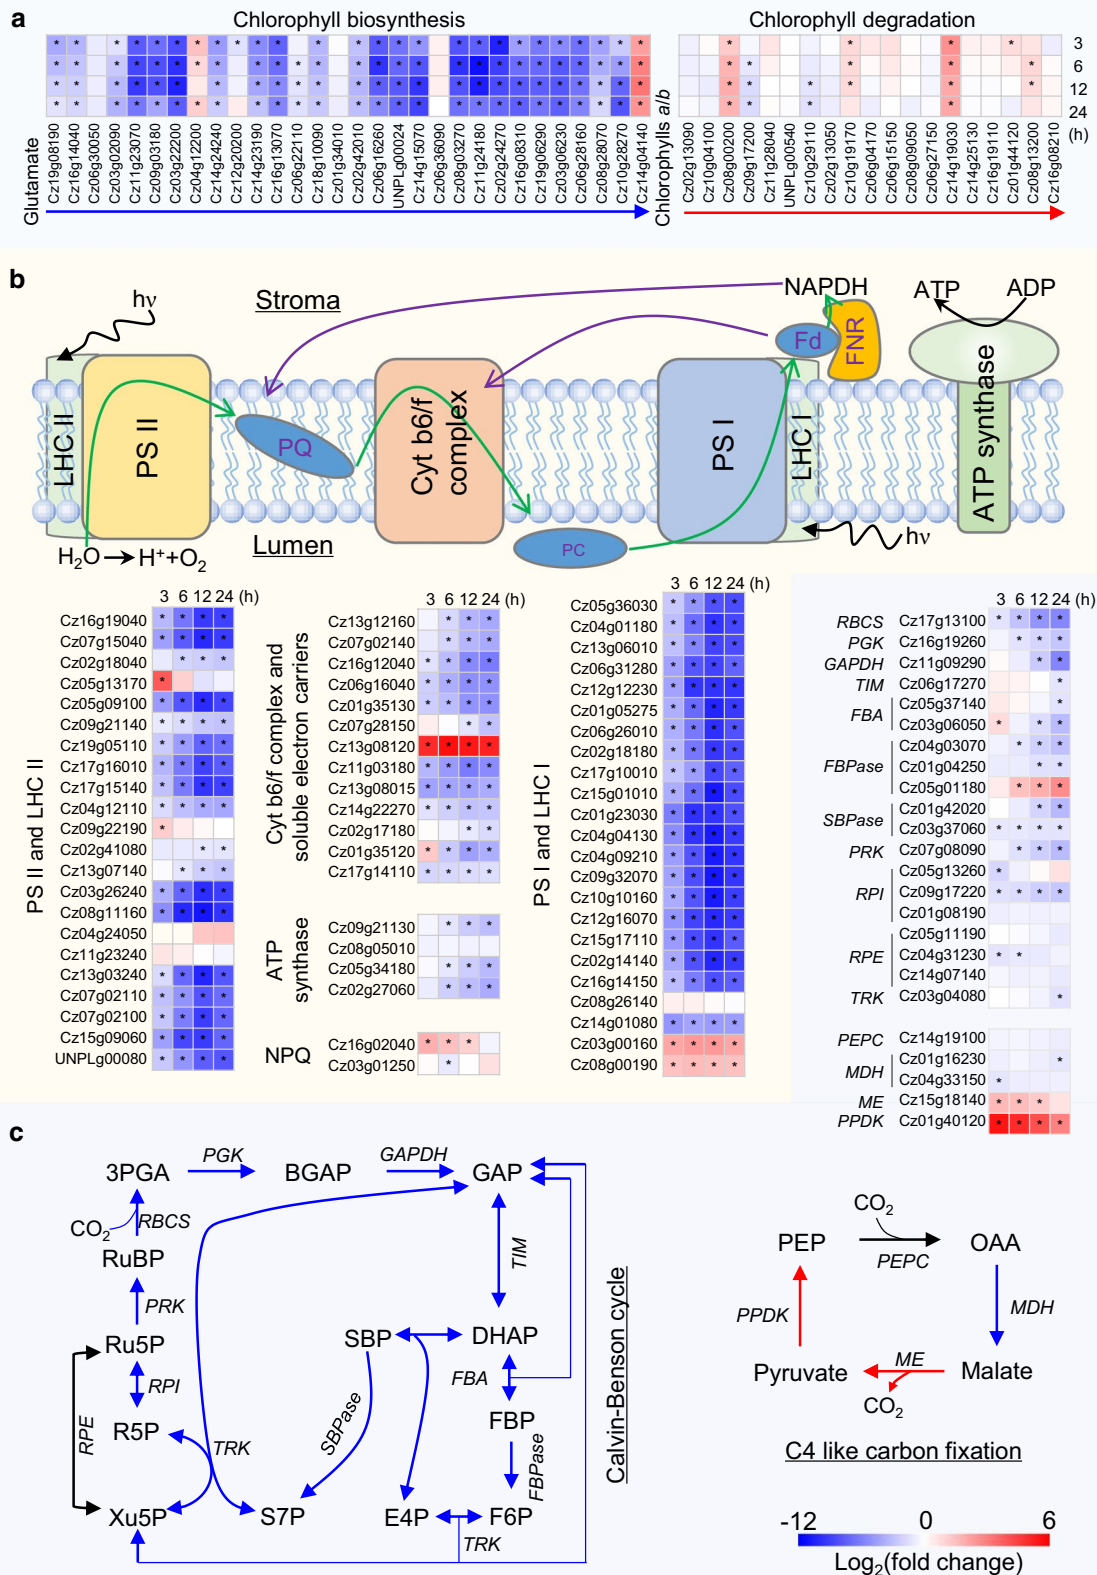 a
Chlorophyll biosynthesis
Chlorophyll degradation
3
6
12
24
(h)
Glutamate
Cz19g08190
Cz16g14040
Cz06g30050
Cz03g02090
Cz11g23370
Cz09g03180
Cz03g22200
Cz04g12200
Cz14g24240
Cz12g20200
Cz14g23190
Cz16g13370
Cz06g22110
Cz18g10090
Cz01g34010
Cz02g42010
Cz06g16260
UNPLg00224
Cz14g15070
Cz06g36090
Cz08g03270
Cz11g24180
Cz02g24270
Cz16g08310
Cz19g06290
Cz03g06230
Cz06g28160
Cz08g28070
Cz10g28270
Cz14g04140
Chlorophylls a/b
Cz02g13090
Cz10g04100
Cz08g00200
Cz09g17200
Cz11g28040
UNPLg00540
Cz10g29110
Cz13g03050
Cz10g19170
Cz06g04170
Cz06g15150
Cz08g09050
Cz06g27150
Cz14g19030
Cz14g25130
Cz16g19110
Cz01g44120
Cz08g13200
Cz16g08210
b
hν
Stroma
NAPDH
ATP
ADP
Fd
FNR
LHC II
PS II
PQ
Cyt b6/f
complex
PS I
LHC I
ATP synthase
PC
hν
H₂O → H⁺+O₂
Lumen
PS II and LHC II
3 6 12 24 (h)
Cz16g19040
Cz07g15040
Cz02g18040
Cz05g13170
Cz05g09100
Cz09g21140
Cz19g05110
Cz17g16010
Cz17g15140
Cz04g12110
Cz09g22190
Cz02g41080
Cz13g07140
Cz03g26240
Cz08g11160
Cz04g24050
Cz11g23240
Cz13g03240
Cz07g02110
Cz07g02100
Cz15g09060
UNPLg00080
Cyt b6/f complex and
soluble electron carriers
3 6 12 24 (h)
Cz13g12160
Cz07g02140
Cz16g12040
Cz06g16040
Cz01g35130
Cz07g28150
Cz13g08120
Cz11g03180
Cz13g08015
Cz14g22270
Cz02g17180
Cz01g35120
Cz17g14110
ATP
synthase
Cz09g21130
Cz08g05010
Cz05g34180
Cz02g27060
NPQ
Cz16g02040
Cz03g01250
PS I and LHC I
3 6 12 24 (h)
Cz05g36030
Cz04g01180
Cz13g06010
Cz06g31280
Cz12g12230
Cz01g05275
Cz06g26010
Cz02g18180
Cz17g10010
Cz15g01010
Cz01g23030
Cz04g04130
Cz04g09210
Cz09g32070
Cz10g10160
Cz12g16070
Cz15g17110
Cz02g14140
Cz16g14150
Cz08g26140
Cz14g01080
Cz03g00160
Cz08g00190
3 6 12 24 (h)
RBCS Cz17g13100
PGK Cz16g19260
GAPDH Cz11g09290
TIM Cz06g17270
FBA Cz05g37140
Cz03g06050
FBPase Cz04g03070
Cz01g04250
Cz05g01180
SBPase Cz01g42020
Cz03g37060
PRK Cz07g08090
RPI Cz05g13260
Cz09g17220
Cz01g08190
RPE Cz05g11190
Cz04g31230
Cz14g07140
TRK Cz03g04080
PEPC Cz14g19100
MDH Cz01g16230
Cz04g33150
ME Cz15g18140
PPDK Cz01g40120
c
3PGA
PGK
BGAP
GAPDH
GAP
CO₂
RBCS
RuBP
PRK
Ru5P
RPI
R5P
RPE
Xu5P
TRK
S7P
SBPase
SBP
TIM
DHAP
FBA
FBP
FBPase
E4P
F6P
TRK
Calvin-Benson cycle
CO₂
PEP
PEPC
OAA
PPDK
MDH
Pyruvate
ME
Malate
CO₂
C4 like carbon fixation
-12 0 6
Log₂(fold change)